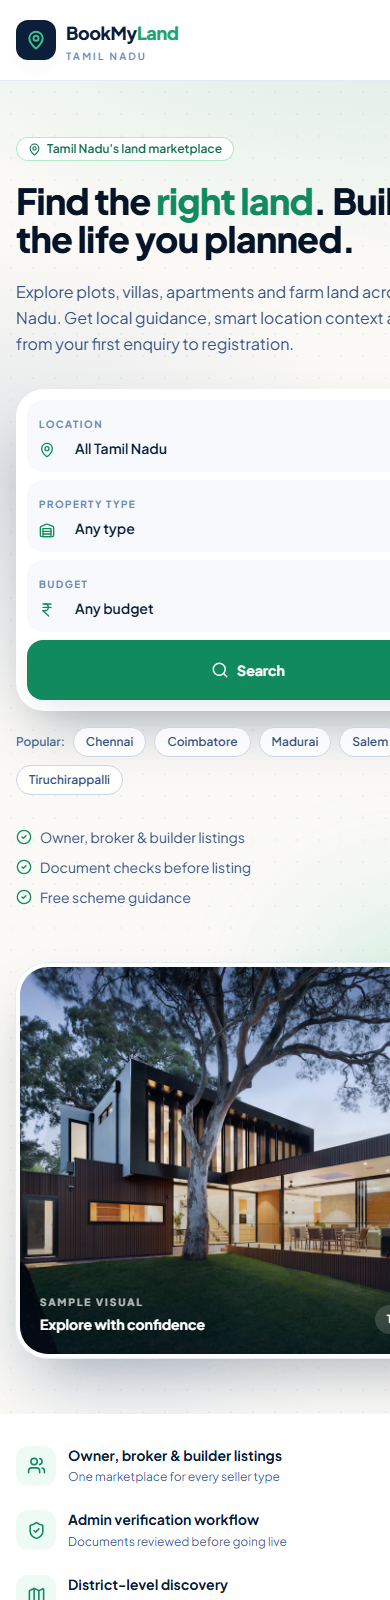 BookMyLand
TAMIL NADU
Tamil Nadu's land marketplace
Find the right land.
the life you planned.
Explore plots, villas, apartments and farm land
Nadu. Get local guidance, smart location context
from your first enquiry to registration.
LOCATION
All Tamil Nadu
PROPERTY TYPE
Any type
BUDGET
₹ Any budget
Search
Popular: Chennai Coimbatore Madurai Salem
Tiruchirappalli
Owner, broker & builder listings
Document checks before listing
Free scheme guidance
SAMPLE VISUAL
Explore with confidence
Owner, broker & builder listings
One marketplace for every seller type
Admin verification workflow
Documents reviewed before going live
District-level discovery